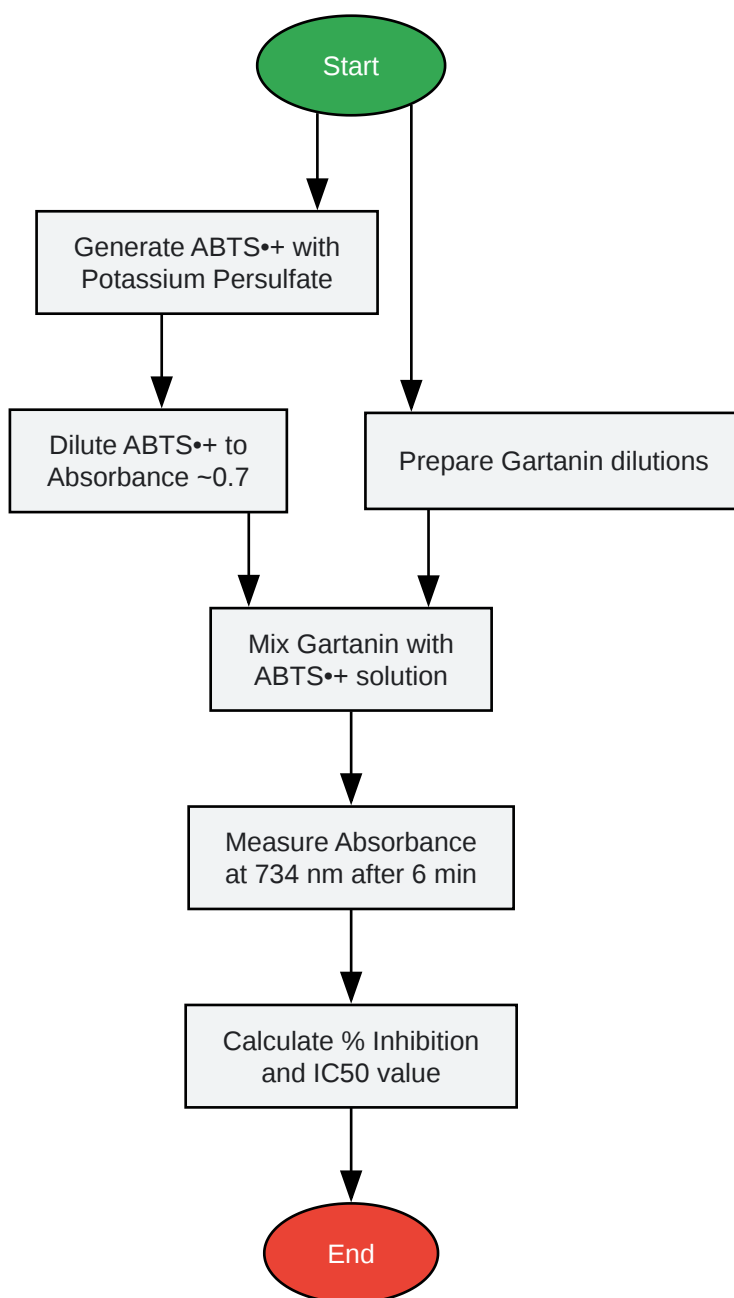 Start
Generate ABTS•+ with
Potassium Persulfate
Dilute ABTS•+ to
Absorbance ~0.7
Prepare Gartanin dilutions
Mix Gartanin with
ABTS•+ solution
Measure Absorbance
at 734 nm after 6 min
Calculate % Inhibition
and IC50 value
End